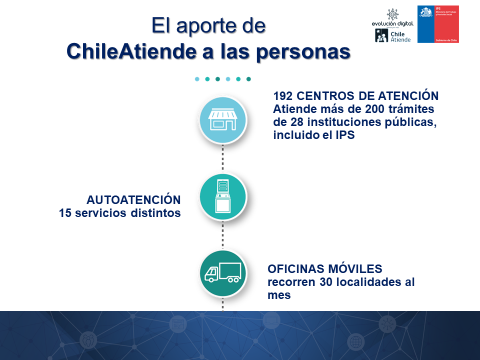 El aporte de
ChileAtiende a las personas
evolución digital
Chile
Atiende
IPS
192 CENTROS DE ATENCIÓN
Atiende más de 200 trámites
de 28 instituciones públicas,
incluido el IPS
AUTOATENCIÓN
15 servicios distintos
OFICINAS MÓVILES
recorren 30 localidades al
mes